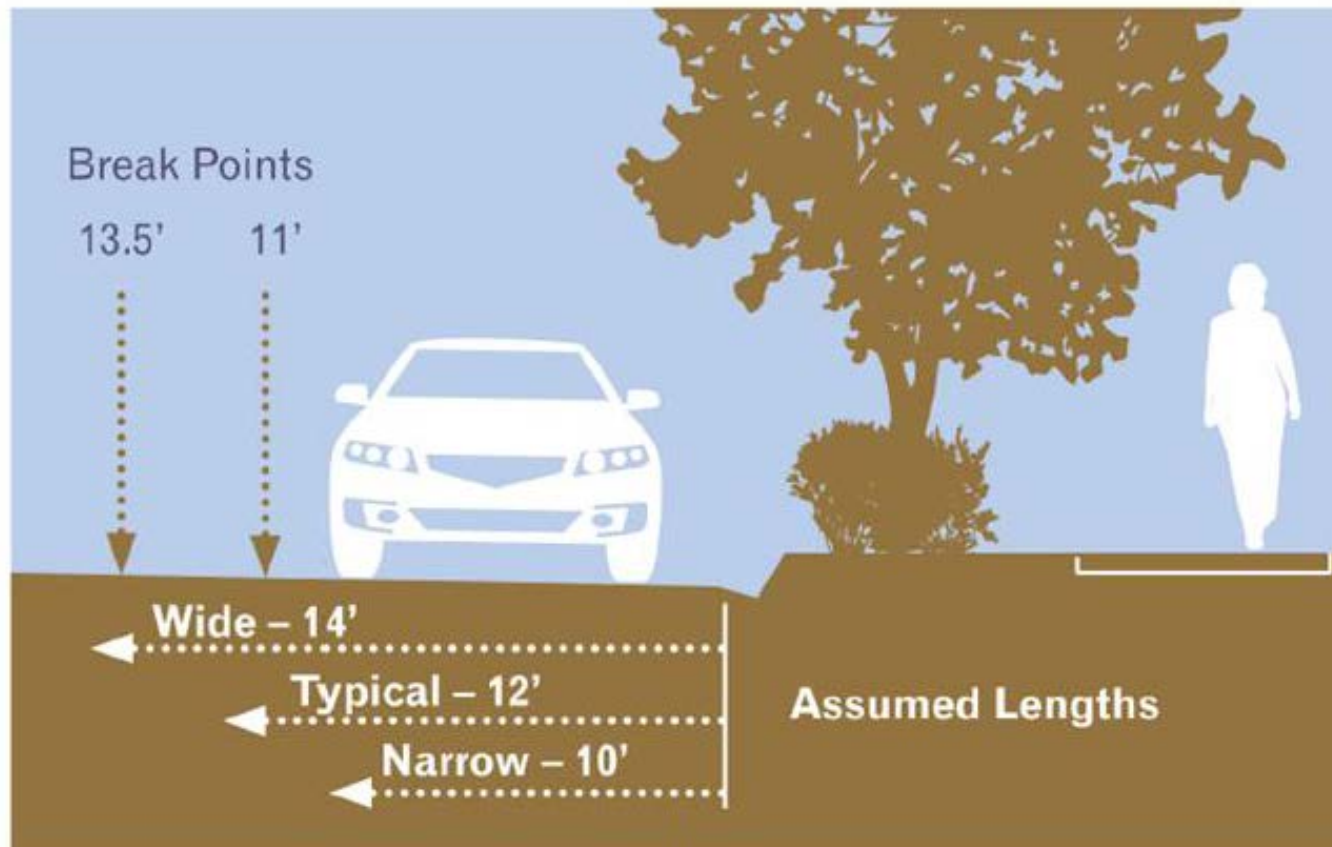 Break Points
13.5’ 11’
Wide – 14’
Typical – 12’
Narrow – 10’
Assumed Lengths